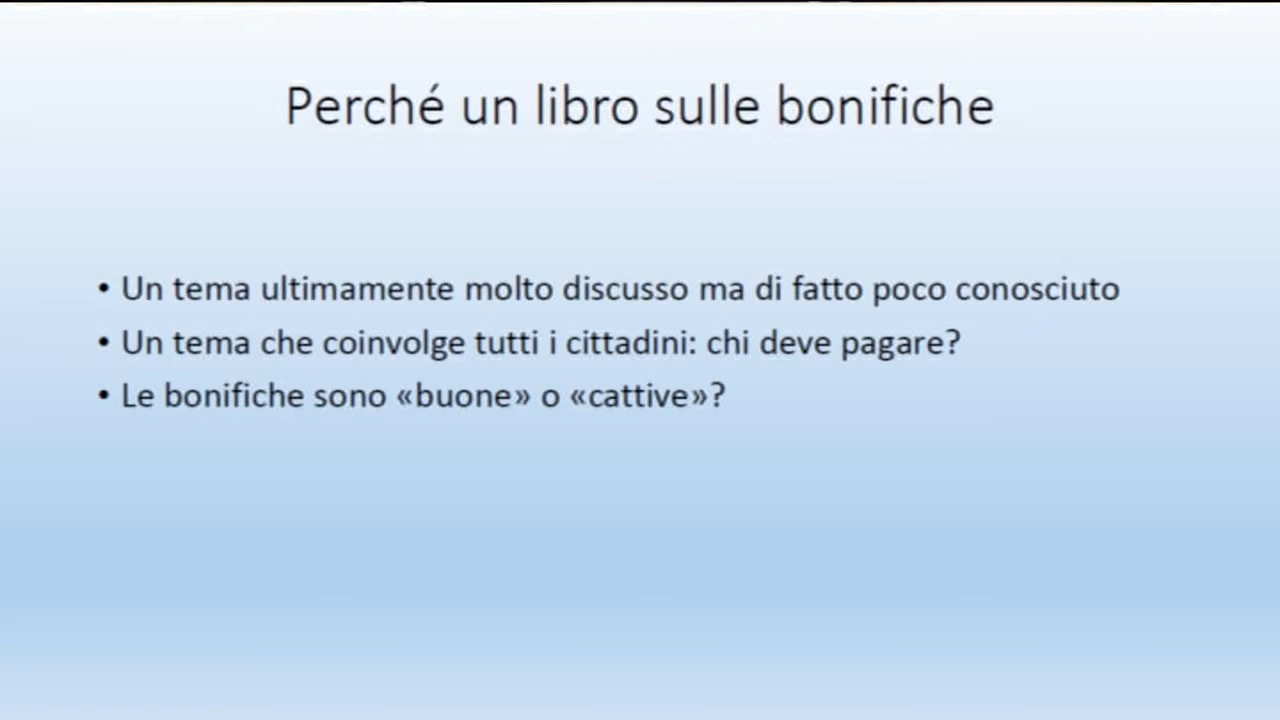 Perché un libro sulle bonifiche
• Un tema ultimamente molto discusso ma di fatto poco conosciuto
• Un tema che coinvolge tutti i cittadini: chi deve pagare?
• Le bonifiche sono «buone» o «cattive»?